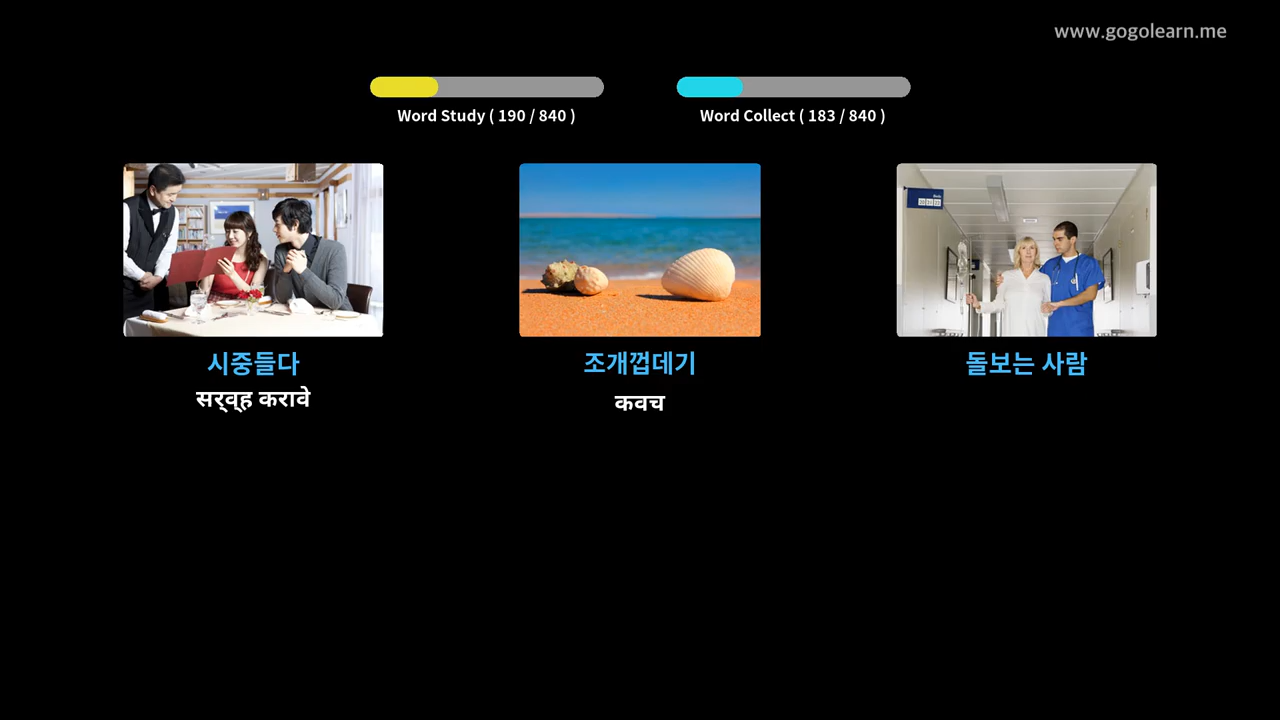 www.gogolearn.me
Word Study ( 190 / 840 )
Word Collect ( 183 / 840 )
시중들다
सर्व्ह करावे
조개껍데기
कवच
돌보는 사람